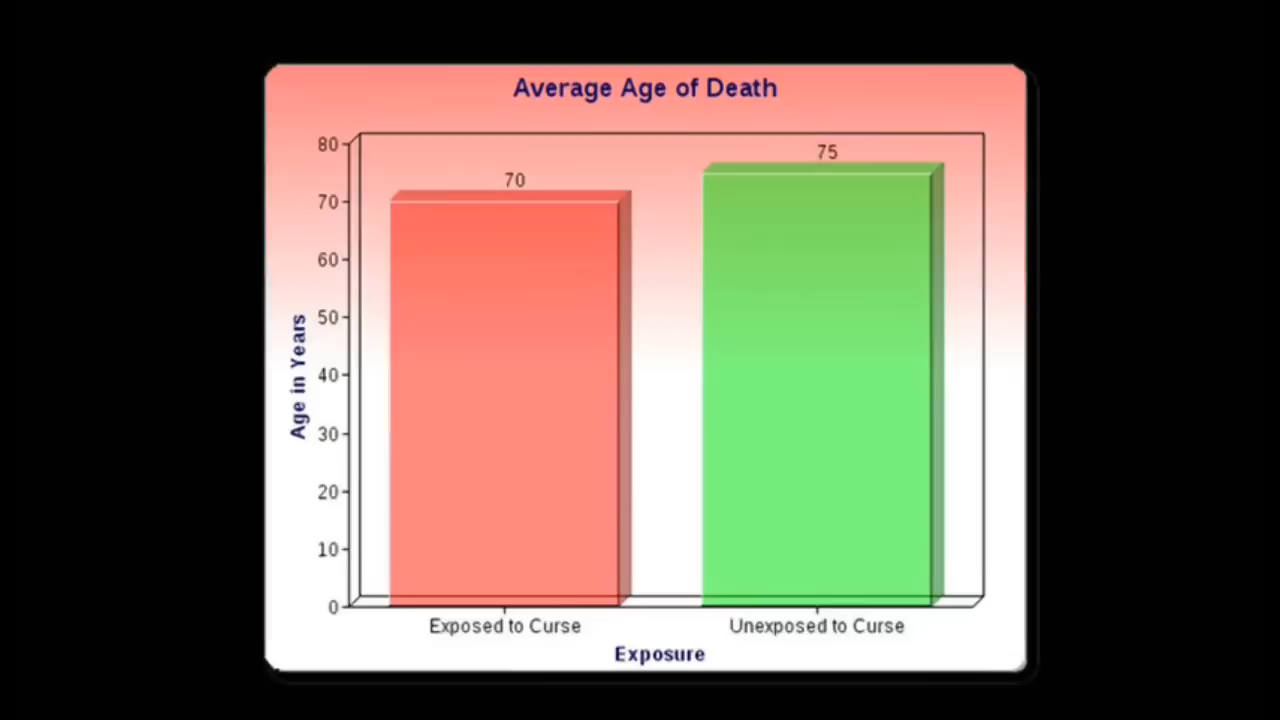 Average Age of Death
80
70
60
50
40
30
20
10
0
Age in Years
70
75
Exposed to Curse
Unexposed to Curse
Exposure